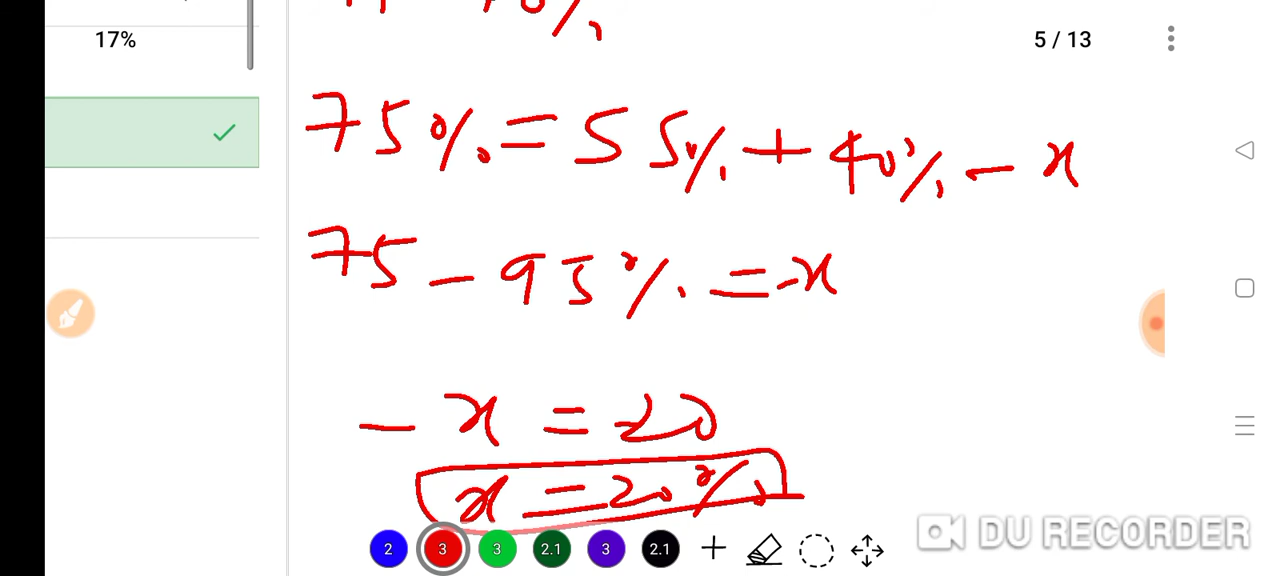 17%
5 / 13
75% = 55% + 40% - x
75 - 95% = -x
- x = 20
x = 20%
2 3 3 2.1 3 2.1
DU RECORDER